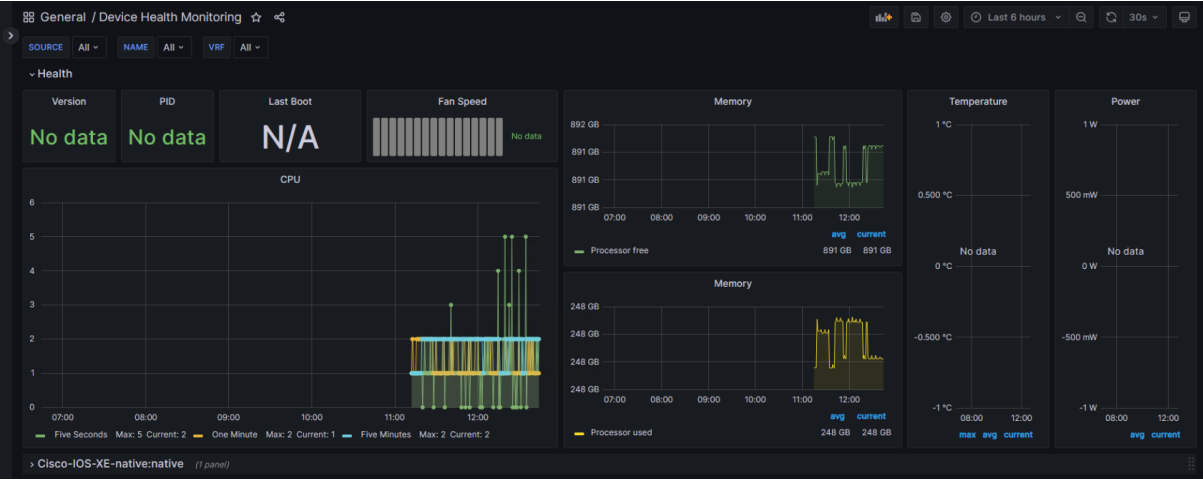 General / Device Health Monitoring
Last 6 hours
30s
SOURCE All NAME All VRF All
Health
Version
No data
PID
No data
Last Boot
N/A
Fan Speed
No data
CPU
6
5
4
3
2
1
0
07:00 08:00 09:00 10:00 11:00 12:00
Five Seconds Max: 5 Current: 2 One Minute Max: 2 Current: 1 Five Minutes Max: 2 Current: 2
Memory
892 GB
891 GB
891 GB
891 GB
07:00 08:00 09:00 10:00 11:00 12:00
avg current
Processor free 891 GB 891 GB
Memory
248 GB
248 GB
248 GB
248 GB
07:00 08:00 09:00 10:00 11:00 12:00
avg current
Processor used 248 GB 248 GB
Temperature
1 °C
0.500 °C
No data
0 °C
-0.500 °C
-1 °C
08:00 12:00
max avg current
Power
1 W
500 mW
No data
0 W
-500 mW
-1 W
08:00 12:00
avg current
Cisco-IOS-XE-native:native (1 panel)